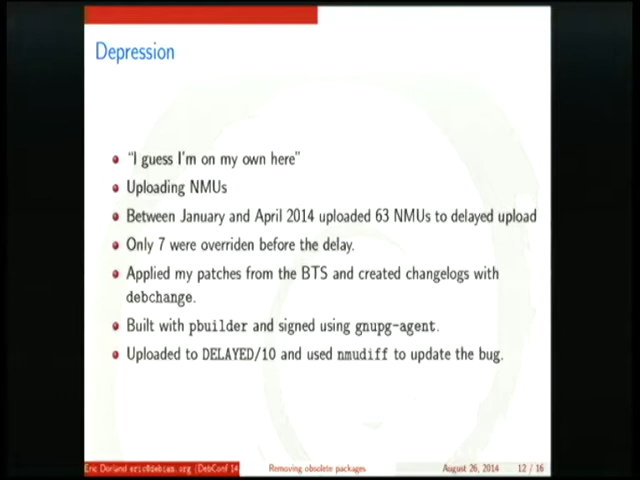 Depression
“I guess I'm on my own here”
Uploading NMUs
Between January and April 2014 uploaded 63 NMUs to delayed upload
Only 7 were overriden before the delay.
Applied my patches from the BTS and created changelogs with
debchange.
Built with pbuilder and signed using gnupg-agent.
Uploaded to DELAYED/10 and used nmudiff to update the bug.
Eric Dorland eric@debian.org (DebConf 14
Removing obsolete packages
August 26, 2014
12 / 16